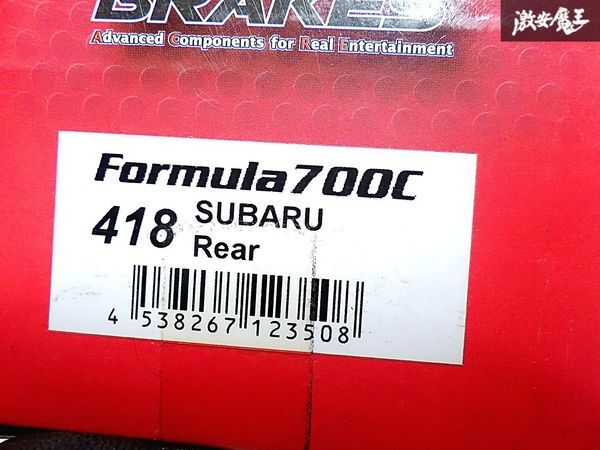 激安魔王
BRAKES
Advanced Components for Real Entertainment
Formula700C
418 SUBARU
Rear
4 538267 123508